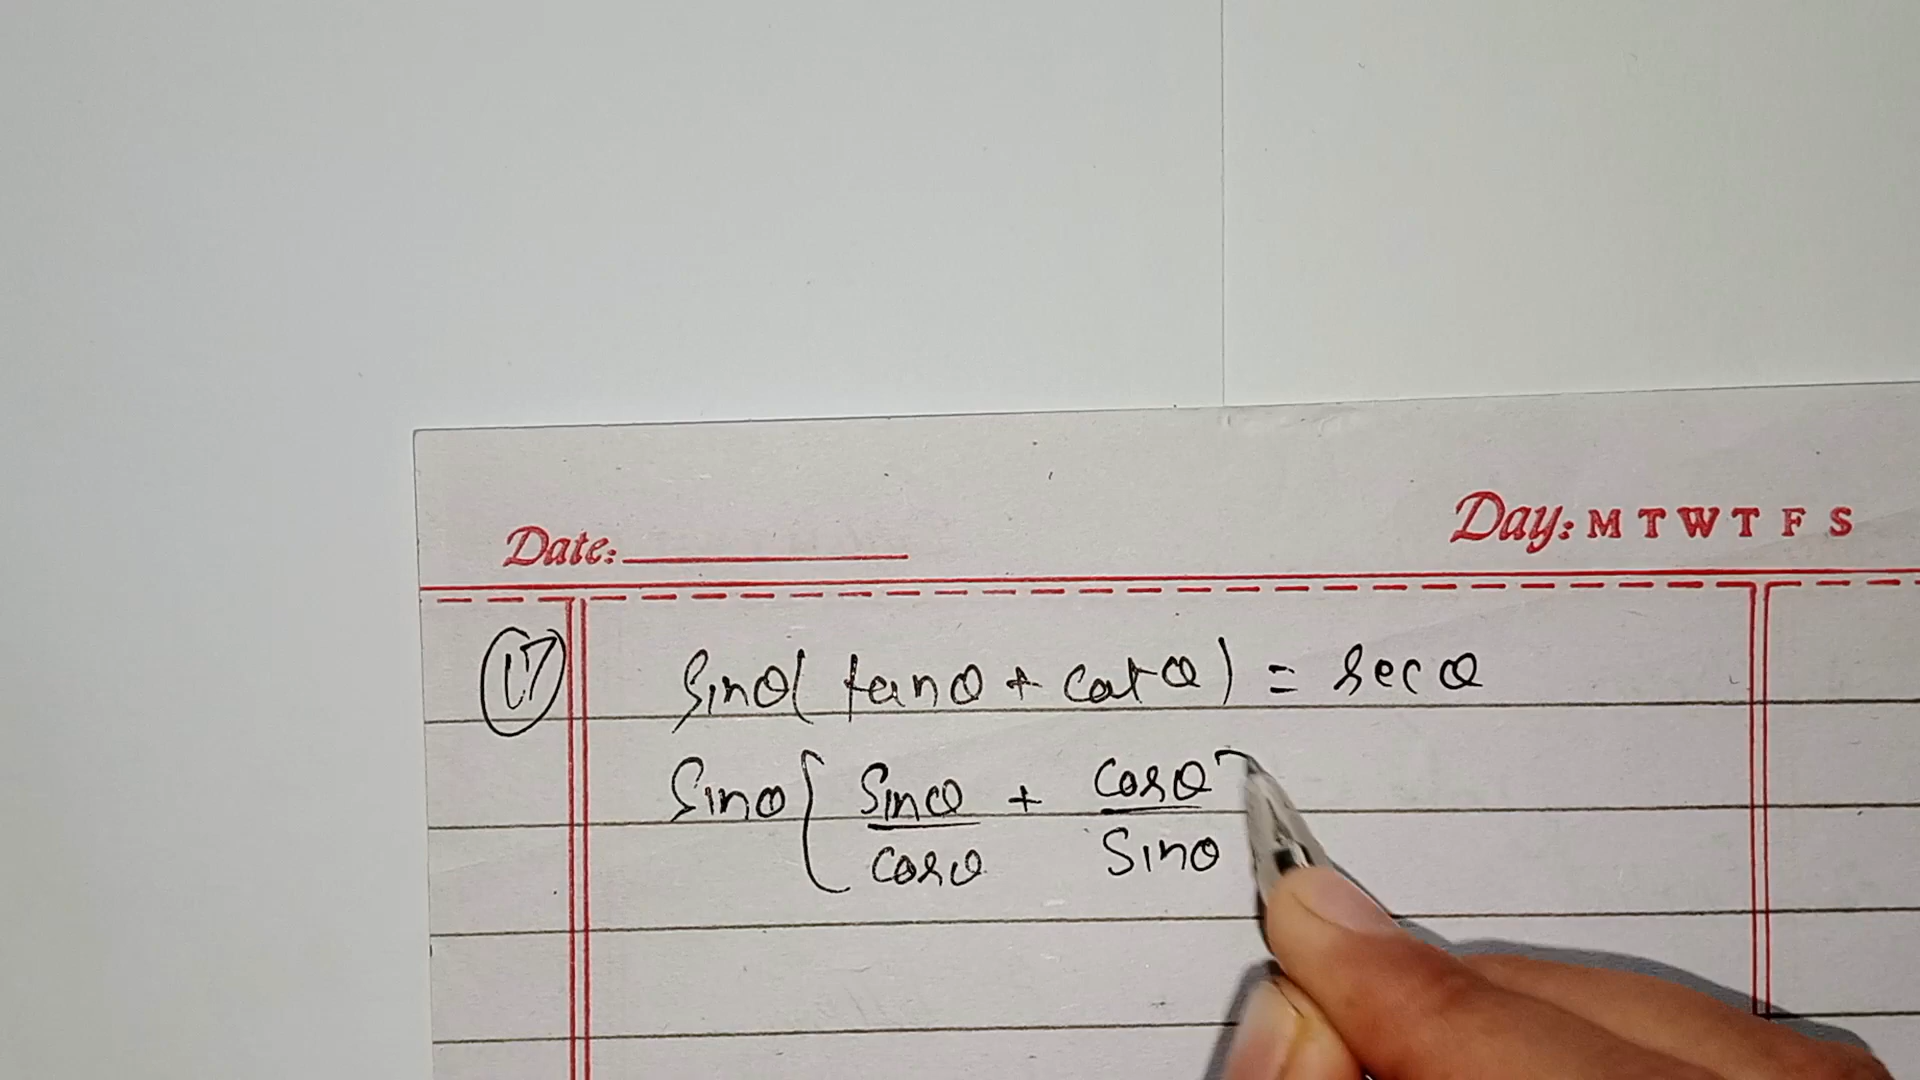 Date: Day: M T W T F S
17 sinθ( tanθ + cotθ ) = secθ
Sinθ [ Sinθ/cosθ + cosθ/Sinθ